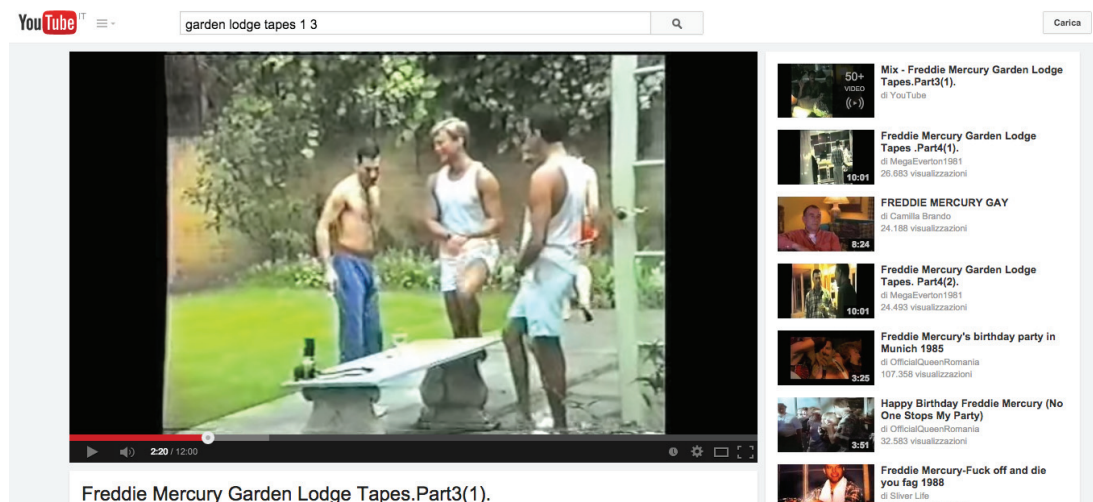 YouTube IT
garden lodge tapes 1 3
Carica
2:20 / 12:00
Freddie Mercury Garden Lodge Tapes.Part3(1).
50+
VIDEO
Mix - Freddie Mercury Garden Lodge
Tapes.Part3(1).
di YouTube
10:01
Freddie Mercury Garden Lodge
Tapes .Part4(1).
di MegaEverton1981
26.683 visualizzazioni
8:24
FREDDIE MERCURY GAY
di Camilla Brando
24.188 visualizzazioni
10:01
Freddie Mercury Garden Lodge
Tapes. Part4(2).
di MegaEverton1981
24.493 visualizzazioni
3:25
Freddie Mercury's birthday party in
Munich 1985
di OfficialQueenRomania
107.358 visualizzazioni
3:51
Happy Birthday Freddie Mercury (No
One Stops My Party)
di OfficialQueenRomania
32.583 visualizzazioni
Freddie Mercury-Fuck off and die
you fag 1988
di Sliver Life